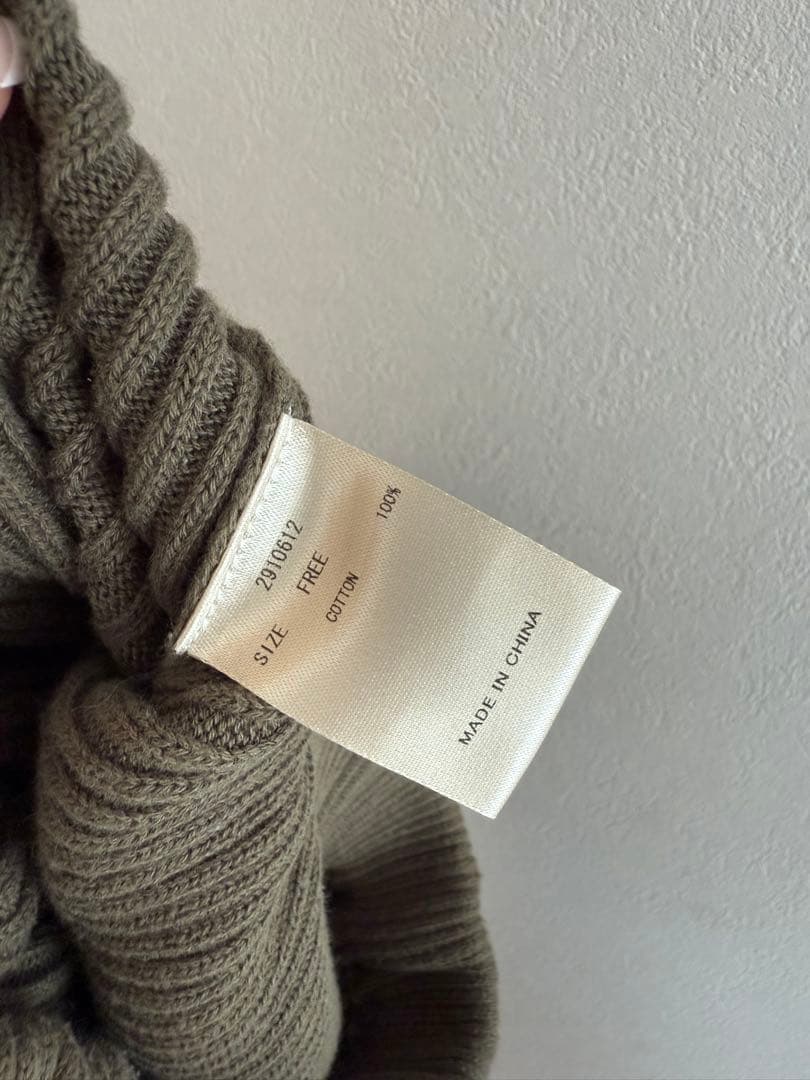 2910612
SIZE FREE
COTTON 100%
MADE IN CHINA